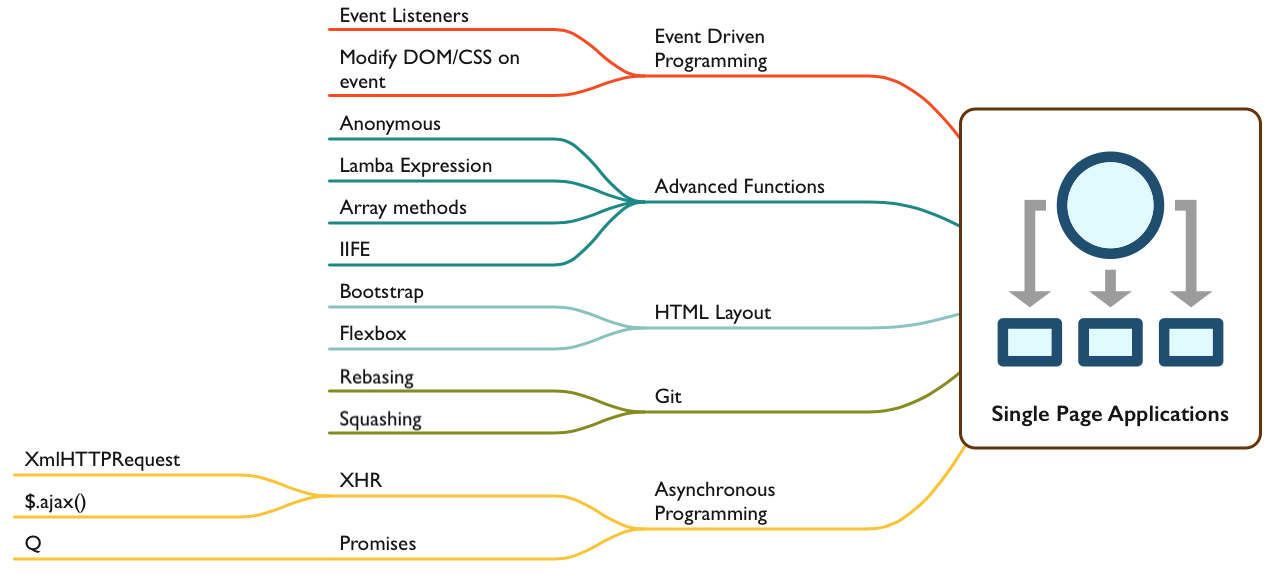 Event Listeners
Event Driven
Programming
Modify DOM/CSS on
event
Anonymous
Lamba Expression
Advanced Functions
Array methods
IIFE
Bootstrap
HTML Layout
Flexbox
Rebasing
Git
Squashing
Single Page Applications
XmlHTTPRequest
XHR
$.ajax()
Asynchronous
Programming
Q
Promises